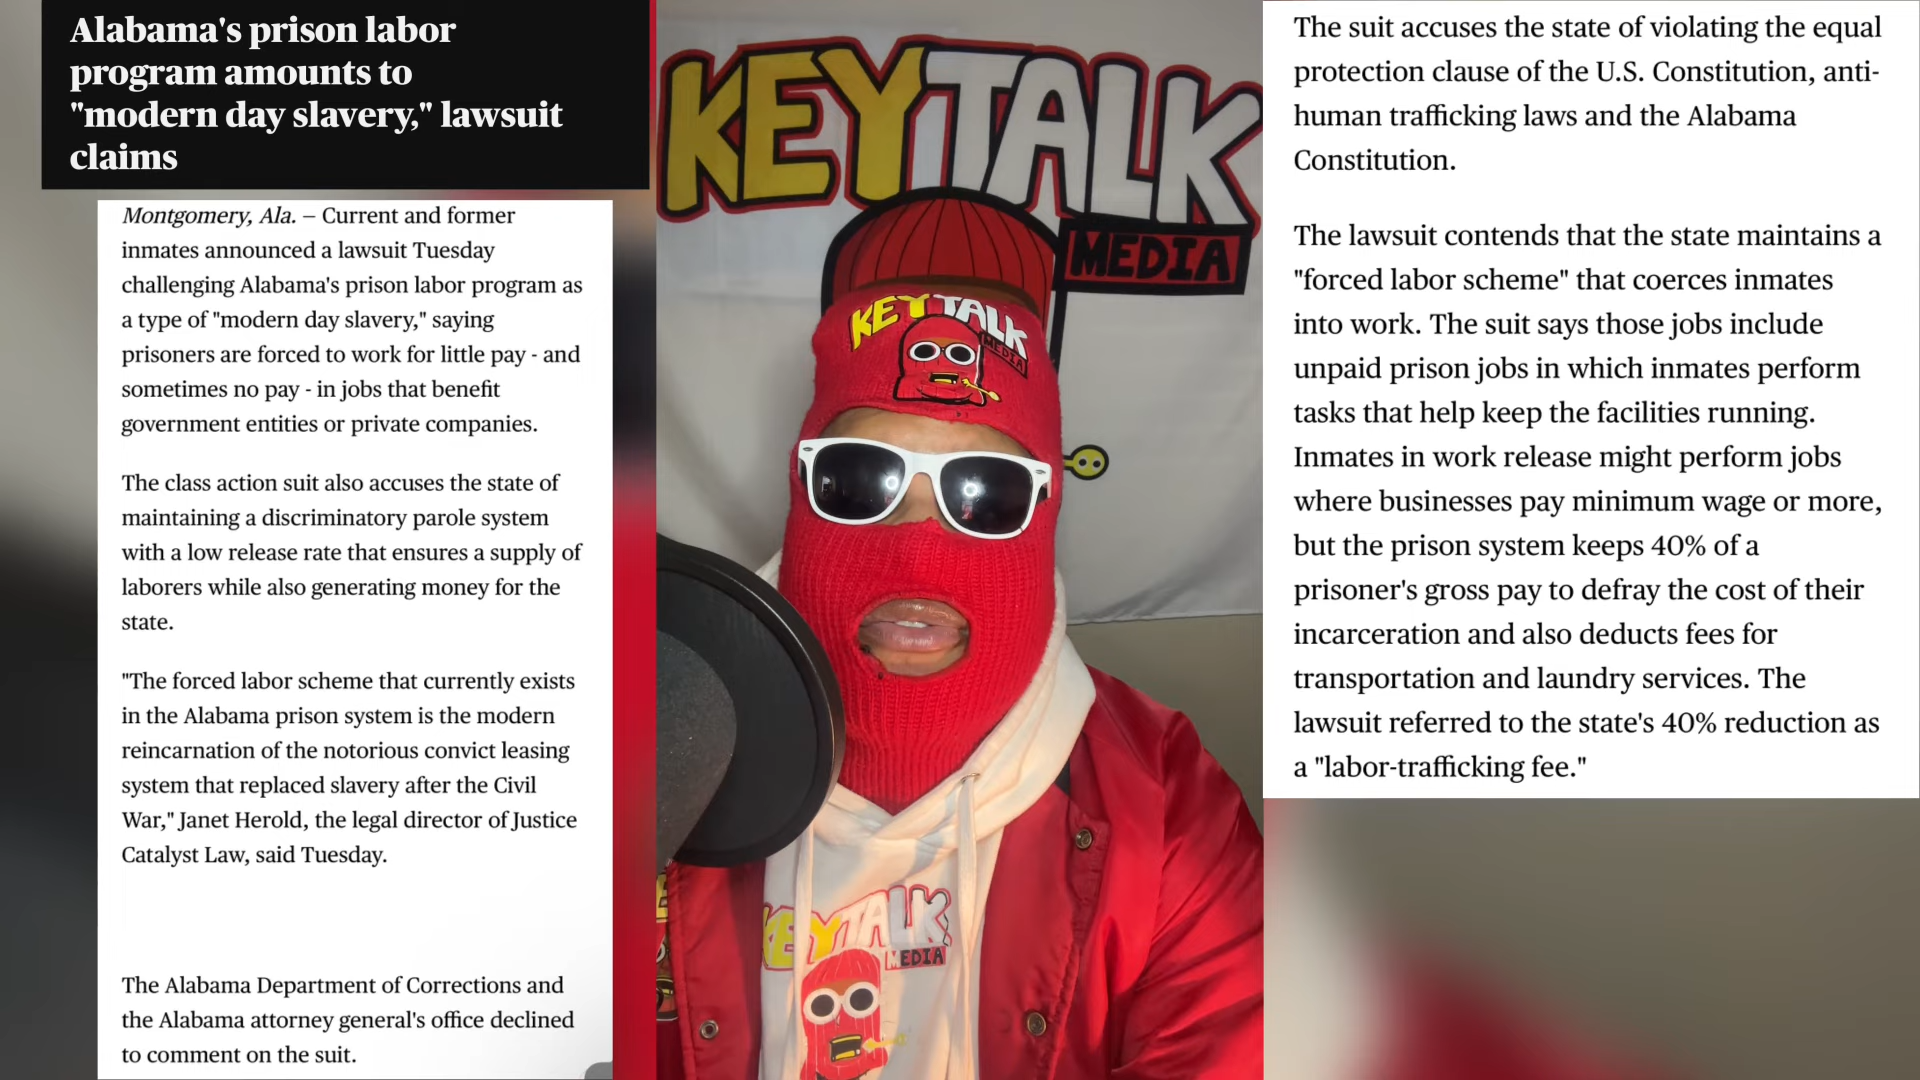 Alabama's prison labor
program amounts to
"modern day slavery," lawsuit
claims
Montgomery, Ala. — Current and former
inmates announced a lawsuit Tuesday
challenging Alabama's prison labor program as
a type of "modern day slavery," saying
prisoners are forced to work for little pay - and
sometimes no pay - in jobs that benefit
government entities or private companies.
The class action suit also accuses the state of
maintaining a discriminatory parole system
with a low release rate that ensures a supply of
laborers while also generating money for the
state.
"The forced labor scheme that currently exists
in the Alabama prison system is the modern
reincarnation of the notorious convict leasing
system that replaced slavery after the Civil
War," Janet Herold, the legal director of Justice
Catalyst Law, said Tuesday.
The Alabama Department of Corrections and
the Alabama attorney general's office declined
to comment on the suit.
KEYTALK
MEDIA
KEYTALK
MEDIA
KEYTALK
MEDIA
The suit accuses the state of violating the equal
protection clause of the U.S. Constitution, anti-
human trafficking laws and the Alabama
Constitution.
The lawsuit contends that the state maintains a
"forced labor scheme" that coerces inmates
into work. The suit says those jobs include
unpaid prison jobs in which inmates perform
tasks that help keep the facilities running.
Inmates in work release might perform jobs
where businesses pay minimum wage or more,
but the prison system keeps 40% of a
prisoner's gross pay to defray the cost of their
incarceration and also deducts fees for
transportation and laundry services. The
lawsuit referred to the state's 40% reduction as
a "labor-trafficking fee."